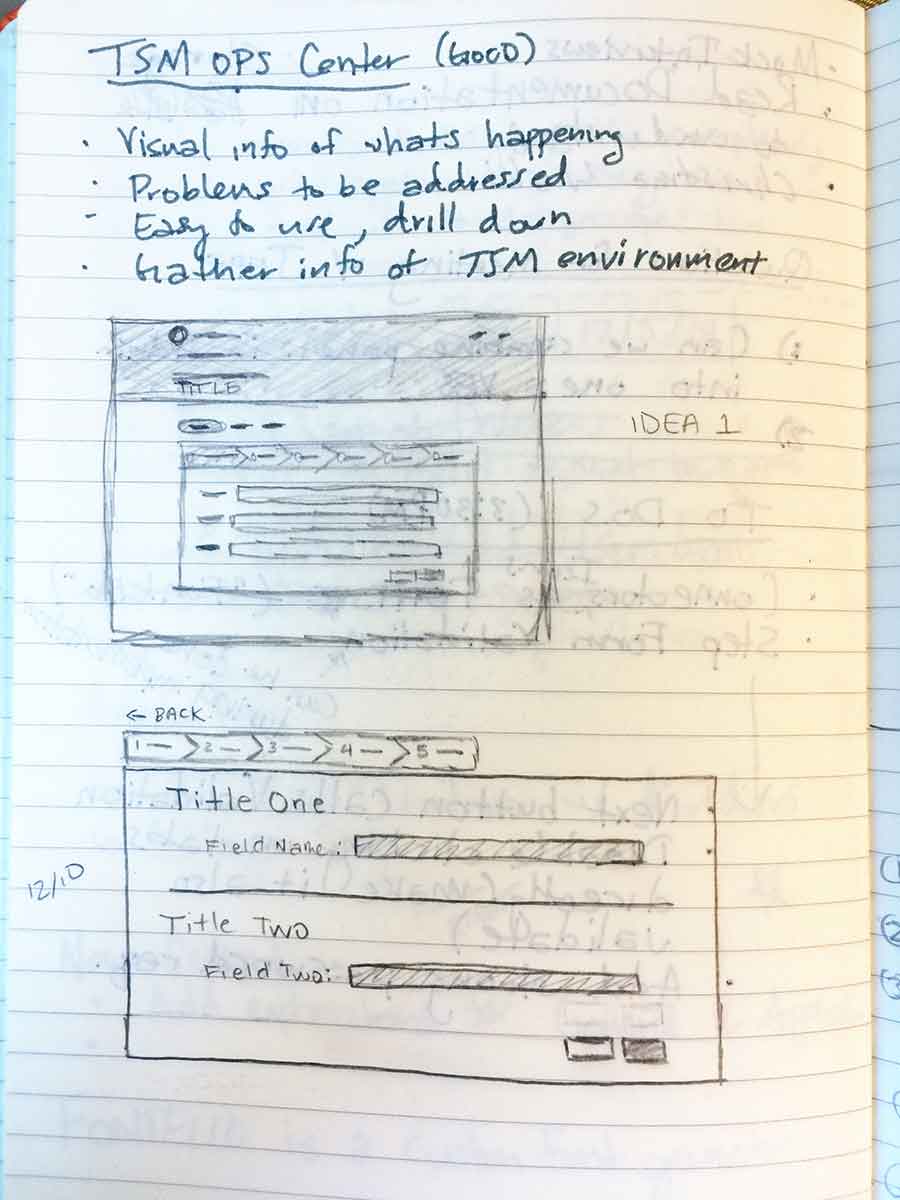 TSM OPS Center (GOOD)
· Visual info of whats happening
· Problems to be addressed
- Easy to use, drill down
· Gather info of TSM environment
TITLE
IDEA 1
← BACK
1 2 3 4 5
Title One
Field Name:
12/10
Title Two
Field Two: